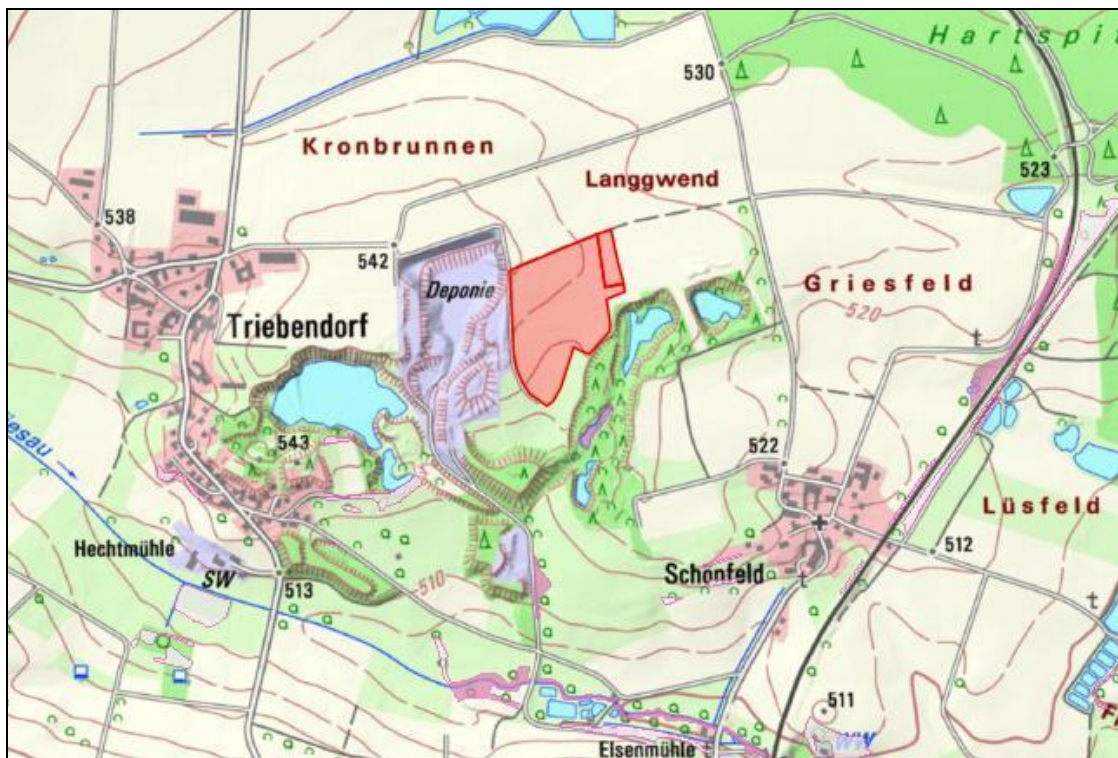 Hartspi
530
Kronbrunnen
523
Langgwend
538
542
Deponie
Griesfeld
520
Triebendorf
t
543
esau
522
Lüsfeld
Hechtmühle
SW
512
510
Schönfeld
513
t
t
511
WW
F
Elsenmühle